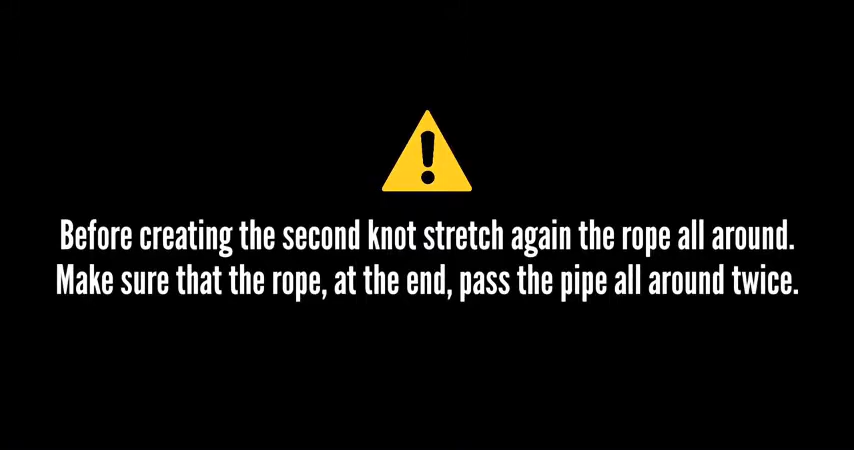 Before creating the second knot stretch again the rope all around.
Make sure that the rope, at the end, pass the pipe all around twice.